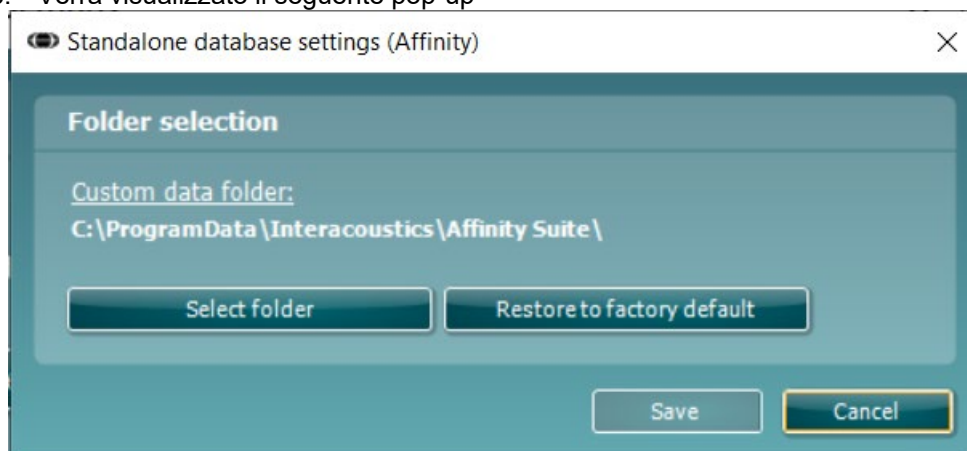 Verrà visualizzato il seguente pop-up
Standalone database settings (Affinity)
Folder selection
Custom data folder:
C:\ProgramData\Interacoustics\Affinity Suite\
Select folder Restore to factory default
Save Cancel